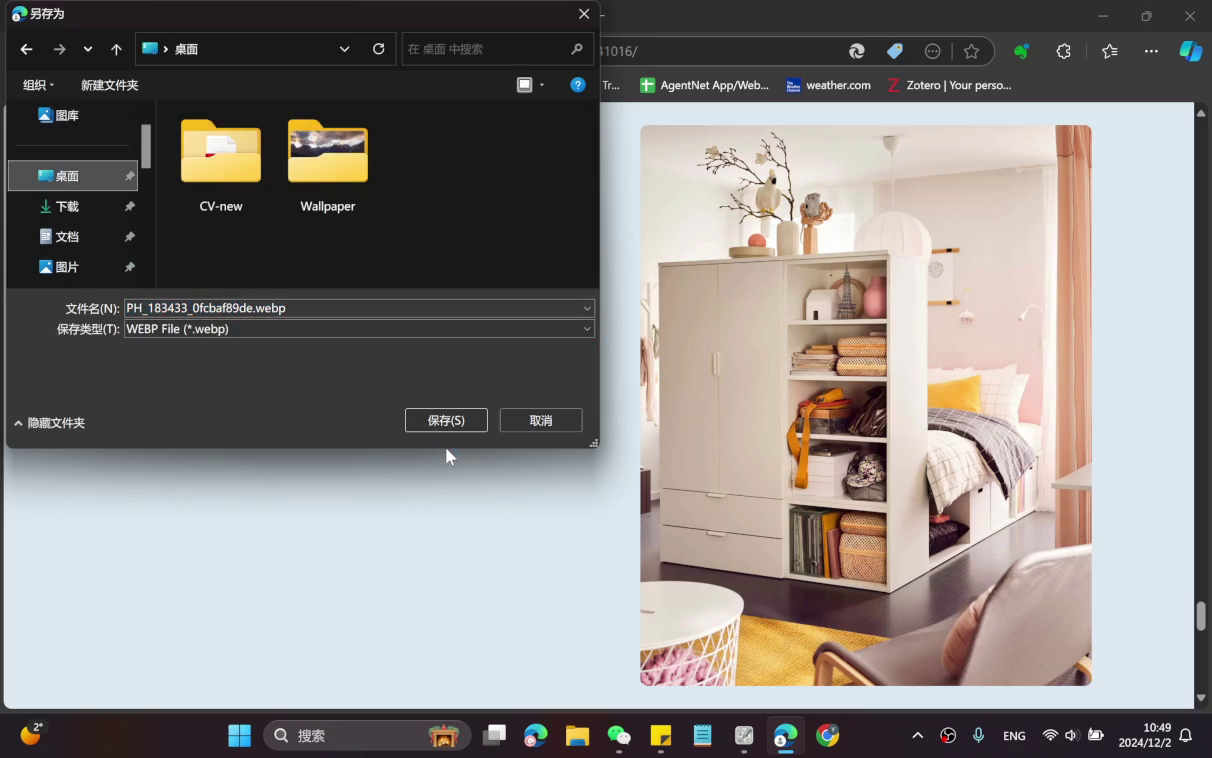 另存为
桌面
在 桌面 中搜索
组织
新建文件夹
图库
桌面
下载
文档
图片
CV-new
Wallpaper
文件名(N): PH_183433_0fcbaf89de.webp
保存类型(T): WEBP File (*.webp)
隐藏文件夹
保存(S)
取消
1016/
Tr...
AgentNet App/Web...
weather.com
Zotero | Your perso...
2°
搜索
ENG
10:49
2024/12/2